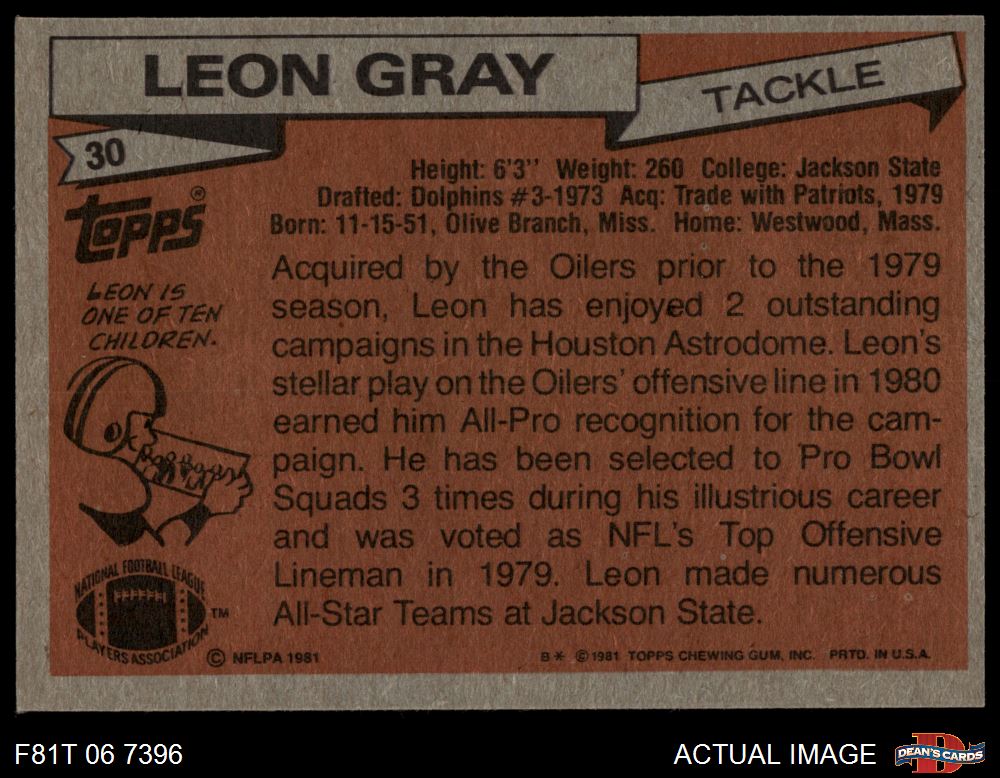 LEON GRAY
TACKLE
30
TOPPS®
Height: 6'3'' Weight: 260 College: Jackson State
Drafted: Dolphins #3-1973 Acq: Trade with Patriots, 1979
Born: 11-15-51, Olive Branch, Miss. Home: Westwood, Mass.
LEON IS
ONE OF TEN
CHILDREN.
Acquired by the Oilers prior to the 1979
season, Leon has enjoyed 2 outstanding
campaigns in the Houston Astrodome. Leon's
stellar play on the Oilers' offensive line in 1980
earned him All-Pro recognition for the cam-
paign. He has been selected to Pro Bowl
Squads 3 times during his illustrious career
and was voted as NFL's Top Offensive
Lineman in 1979. Leon made numerous
All-Star Teams at Jackson State.
NATIONAL FOOTBALL LEAGUE
PLAYERS ASSOCIATION
TM
© NFLPA 1981
B* © 1981 TOPPS CHEWING GUM, INC. PRTD. IN U.S.A.
F81T 06 7396
ACTUAL IMAGE
DEAN'S CARDS